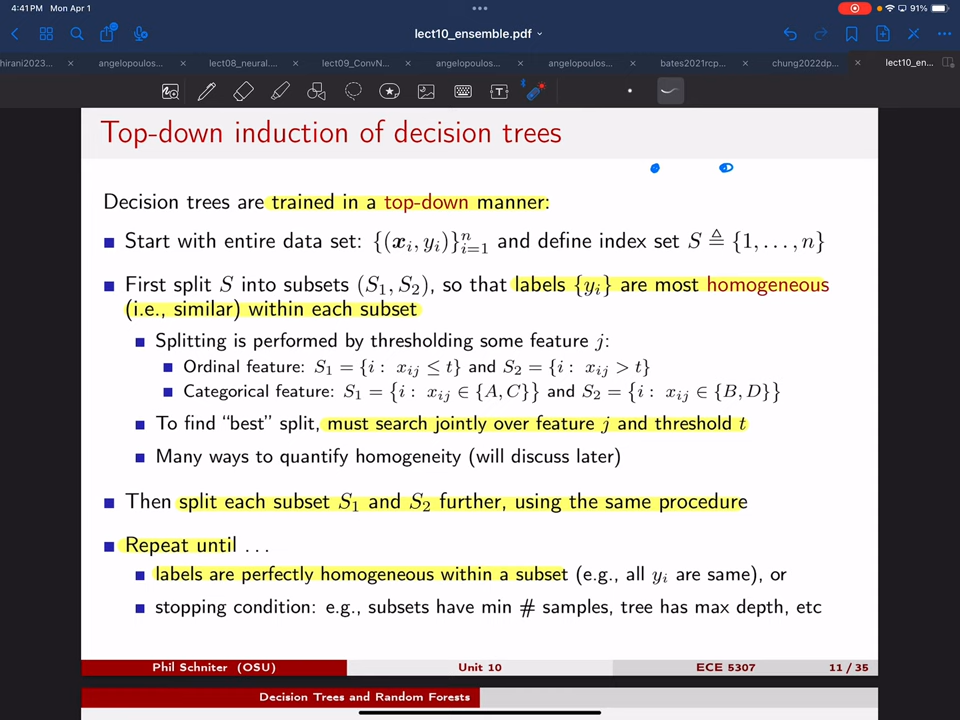 4:41 PM Mon Apr 1
91%
lect10_ensemble.pdf
hirani2023...
angelopoulos...
lect08_neural...
lect09_ConvN...
angelopoulos...
angelopoulos...
bates2021rcp...
chung2022dp...
lect10_en...
Top-down induction of decision trees
Decision trees are trained in a top-down manner:
Start with entire data set: {(𝒙ᵢ, yᵢ)}ⁿᵢ₌₁ and define index set S ≜ {1, . . . , n}
First split S into subsets (S₁, S₂), so that labels {yᵢ} are most homogeneous
(i.e., similar) within each subset
Splitting is performed by thresholding some feature j:
Ordinal feature: S₁ = {i : xᵢⱼ ≤ t} and S₂ = {i : xᵢⱼ > t}
Categorical feature: S₁ = {i : xᵢⱼ ∈ {A, C}} and S₂ = {i : xᵢⱼ ∈ {B, D}}
To find “best” split, must search jointly over feature j and threshold t
Many ways to quantify homogeneity (will discuss later)
Then split each subset S₁ and S₂ further, using the same procedure
Repeat until . . .
labels are perfectly homogeneous within a subset (e.g., all yᵢ are same), or
stopping condition: e.g., subsets have min # samples, tree has max depth, etc
Phil Schniter (OSU) Unit 10 ECE 5307 11 / 35
Decision Trees and Random Forests